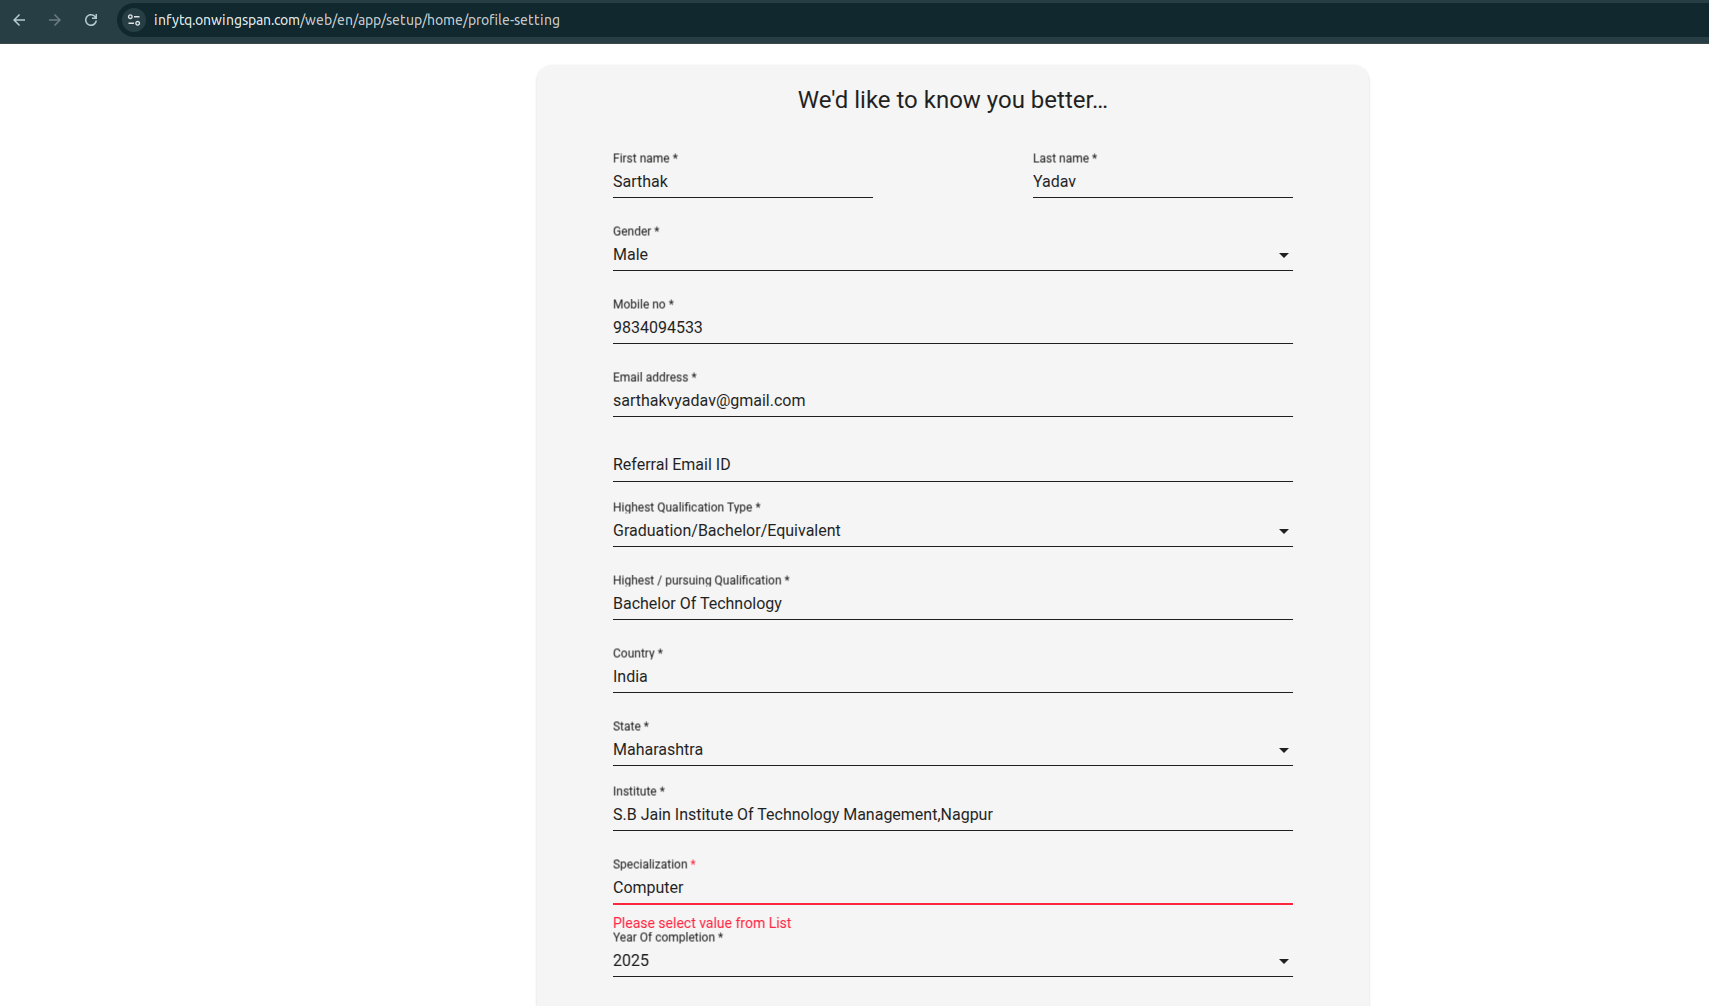 infytq.onwingspan.com/web/en/app/setup/home/profile-setting
We'd like to know you better...
First name *
Sarthak
Last name *
Yadav
Gender *
Male
Mobile no *
9834094533
Email address *
sarthakvyadav@gmail.com
Referral Email ID
Highest Qualification Type *
Graduation/Bachelor/Equivalent
Highest / pursuing Qualification *
Bachelor Of Technology
Country *
India
State *
Maharashtra
Institute *
S.B Jain Institute Of Technology Management,Nagpur
Specialization *
Computer
Please select value from List
Year Of completion *
2025